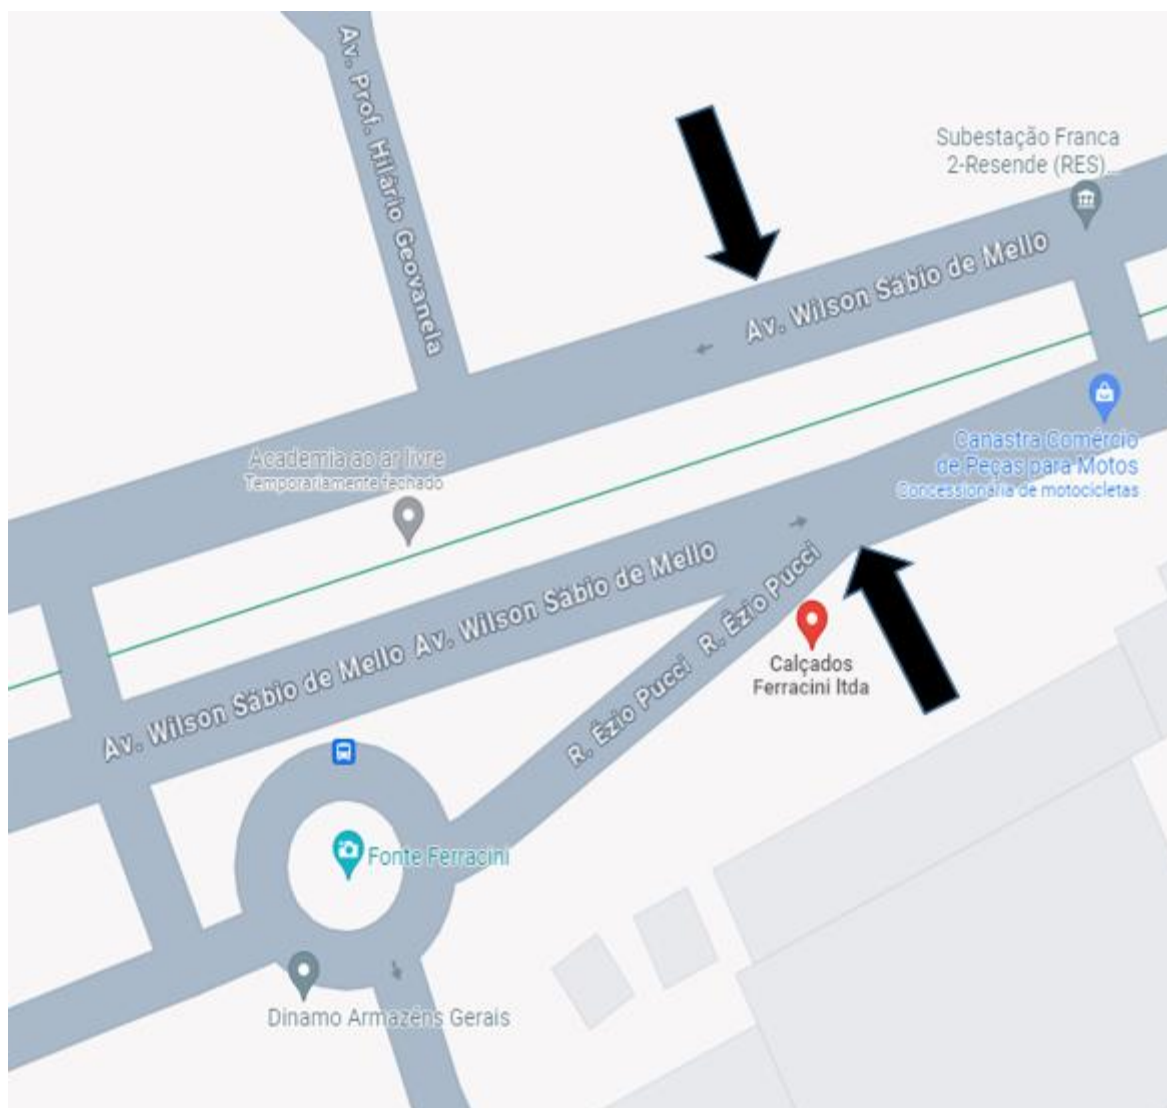 Av. Prof. Hilário Geovanela
Subestação Franca
2-Resende (RES)...
Av. Wilson Sábio de Mello
Canastra Comércio
de Peças para Motos
Concessionária de motocicletas
Academia ao ar livre
Temporariamente fechado
Av. Wilson Sábio de Mello
Av. Wilson Sábio de Mello
R. Ézio Pucci
R. Ézio Pucci
Calçados
Ferracini ltda
Fonte Ferracini
Dinamo Armazéns Gerais